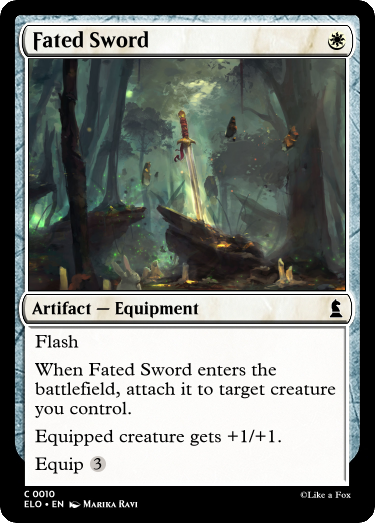 Fated Sword
Artifact — Equipment
Flash
When Fated Sword enters the
battlefield, attach it to target creature
you control.
Equipped creature gets +1/+1.
Equip 3
C 0010
ELO • EN Marika Ravi
©Like a Fox